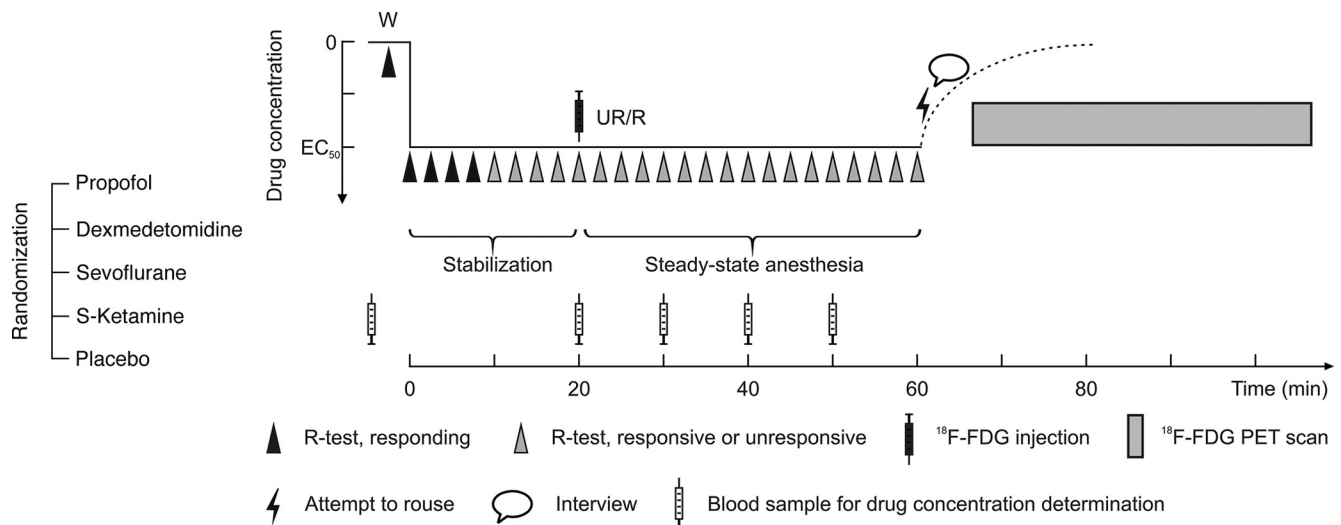 W
0
Drug concentration
UR/R
EC50
Randomization
Propofol
Dexmedetomidine
Sevoflurane
S-Ketamine
Placebo
Stabilization
Steady-state anesthesia
0 20 40 60 80 Time (min)
R-test, responding
R-test, responsive or unresponsive
18F-FDG injection
18F-FDG PET scan
Attempt to rouse
Interview
Blood sample for drug concentration determination